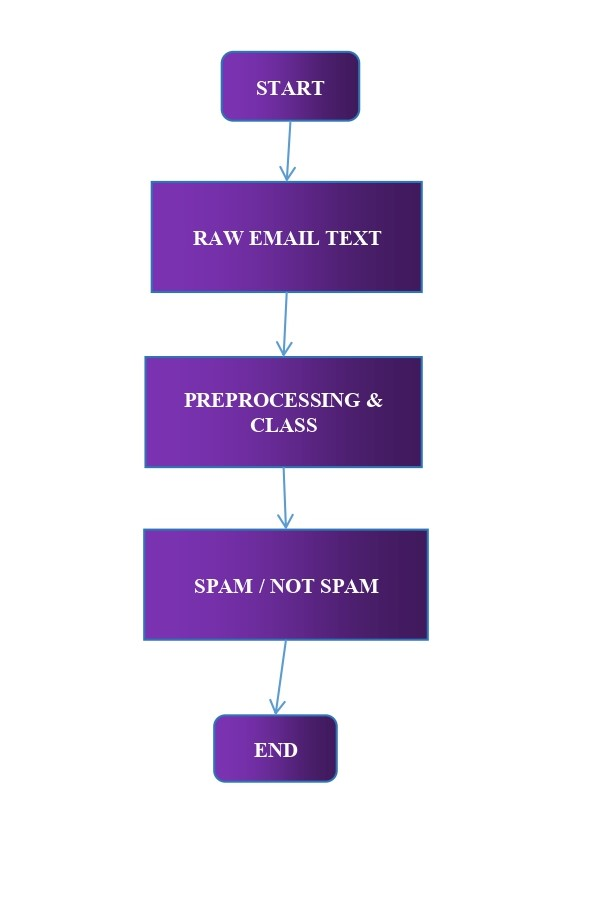 START
RAW EMAIL TEXT
PREPROCESSING &
CLASS
SPAM / NOT SPAM
END